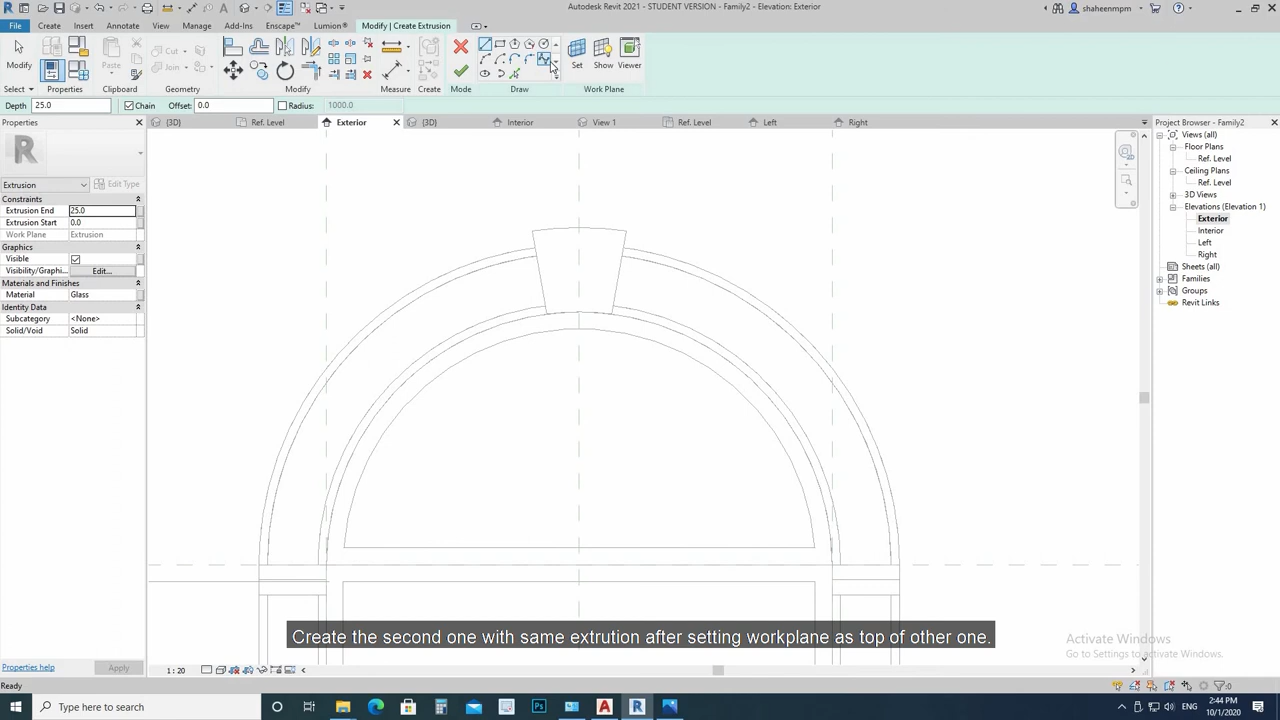 Autodesk Revit 2021 - STUDENT VERSION - Family2 - Elevation: Exterior
shaheenmpm
File Create Insert Annotate View Manage Add-Ins Enscape™ Lumion® Modify | Create Extrusion
Modify
Cut
Join
Create
Set Show Viewer
Select Properties Geometry Modify Measure Create Mode Draw Work Plane
Depth 25.0 Chain Offset: 0.0 Radius: 1000.0
Properties
{3D} Ref. Level Exterior {3D} Interior View 1 Ref. Level Left Right
Project Browser - Family2
Extrusion Edit Type
Constraints
Extrusion End 25.0
Extrusion Start 0.0
Work Plane Extrusion
Graphics
Visible
Visibility/Graphi... Edit...
Materials and Finishes
Material Glass
Identity Data
Subcategory <None>
Solid/Void Solid
Views (all)
Floor Plans
Ref. Level
Ceiling Plans
Ref. Level
3D Views
Elevations (Elevation 1)
Exterior
Interior
Left
Right
Sheets (all)
Families
Groups
Revit Links
Create the second one with same extrution after setting workplane as top of other one.
Activate Windows
Go to Settings to activate Windows.
Properties help Apply
1 : 20
Ready
:0
Type here to search
2:44 PM
10/1/2020